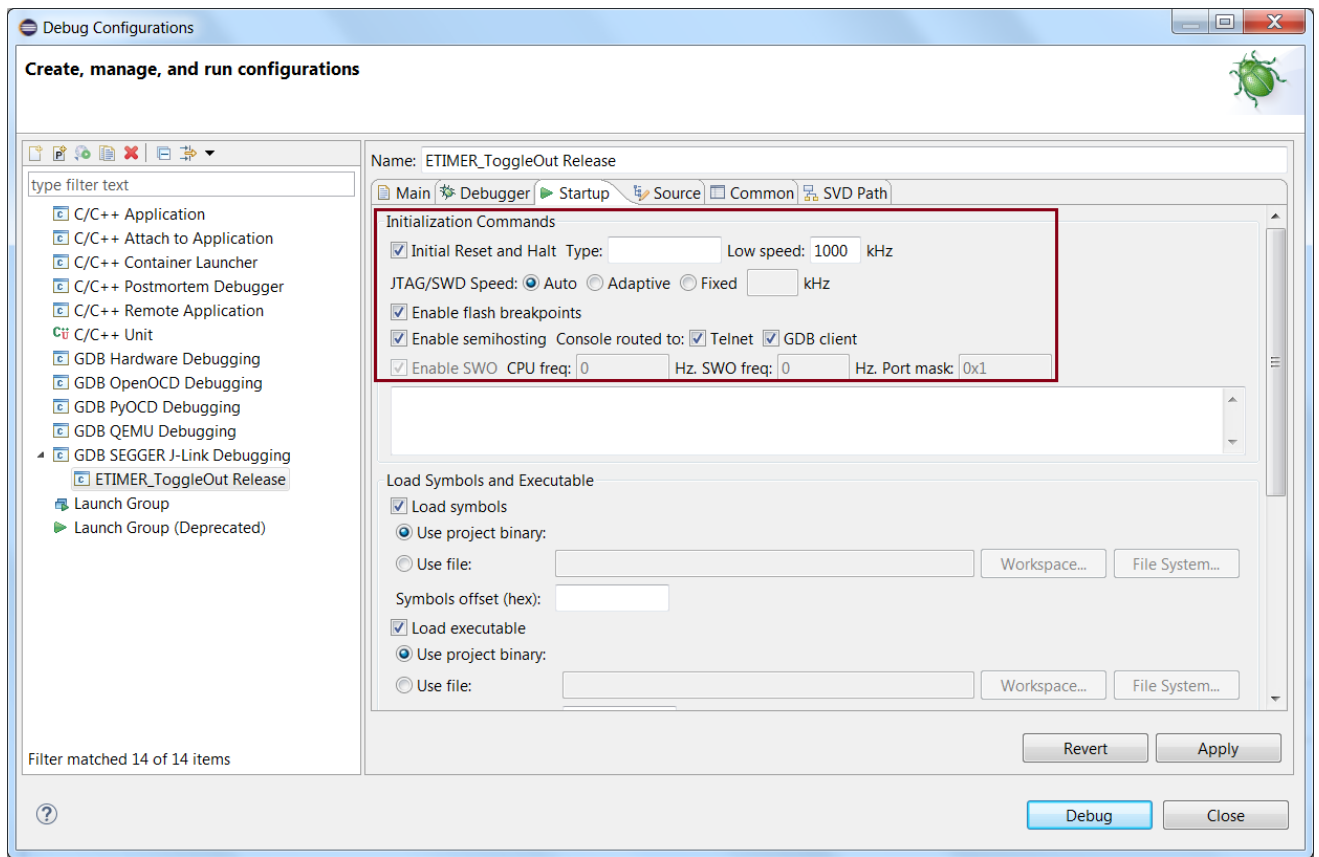 Debug Configurations
Create, manage, and run configurations
type filter text
C/C++ Application
C/C++ Attach to Application
C/C++ Container Launcher
C/C++ Postmortem Debugger
C/C++ Remote Application
C/C++ Unit
GDB Hardware Debugging
GDB OpenOCD Debugging
GDB PyOCD Debugging
GDB QEMU Debugging
GDB SEGGER J-Link Debugging
ETIMER_ToggleOut Release
Launch Group
Launch Group (Deprecated)
Filter matched 14 of 14 items
Name: ETIMER_ToggleOut Release
Main Debugger Startup Source Common SVD Path
Initialization Commands
Initial Reset and Halt Type: Low speed: 1000 kHz
JTAG/SWD Speed: Auto Adaptive Fixed kHz
Enable flash breakpoints
Enable semihosting Console routed to: Telnet GDB client
Enable SWO CPU freq: 0 Hz. SWO freq: 0 Hz. Port mask: 0x1
Load Symbols and Executable
Load symbols
Use project binary:
Use file: Workspace... File System...
Symbols offset (hex):
Load executable
Use project binary:
Use file: Workspace... File System...
Revert Apply
Debug Close